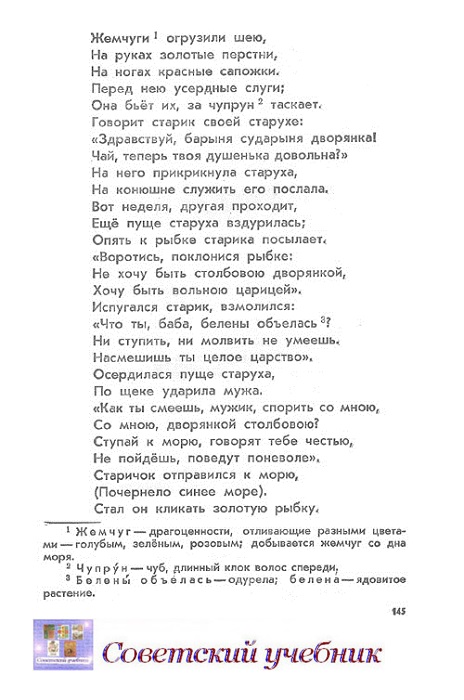 Жемчуги ¹ огрузили шею,
На руках золотые перстни,
На ногах красные сапожки.
Перед нею усердные слуги;
Она бьёт их, за чупрун ² таскает.
Говорит старик своей старухе:
«Здравствуй, барыня сударыня дворянка!
Чай, теперь твоя душенька довольна?»
На него прикрикнула старуха,
На конюшне служить его послала.
Вот неделя, другая проходит,
Ещё пуще старуха вздурилась;
Опять к рыбке старика посылает.
«Воротись, поклонися рыбке:
Не хочу быть столбовою дворянкой,
Хочу быть вольною царицей».
Испугался старик, взмолился:
«Что ты, баба, белены объелась ³?
Ни ступить, ни молвить не умеешь,
Насмешишь ты целое царство».
Осердилася пуще старуха,
По щеке ударила мужа.
«Как ты смеешь, мужик, спорить со мною,
Со мною, дворянкой столбовою?
Ступай к морю, говорят тебе честью,
Не пойдёшь, поведут поневоле».
Старичок отправился к морю,
(Почернело синее море).
Стал он кликать золотую рыбку.
¹ Жемчуг — драгоценности, отливающие разными цвета-
ми — голубым, зелёным, розовым; добывается жемчуг со дна
моря.
² Чупру́н — чуб, длинный клок волос спереди.
³ Белены́ объе́лась — одурела; белена — ядовитое
растение.
145
Советский учебник
Советский учебник